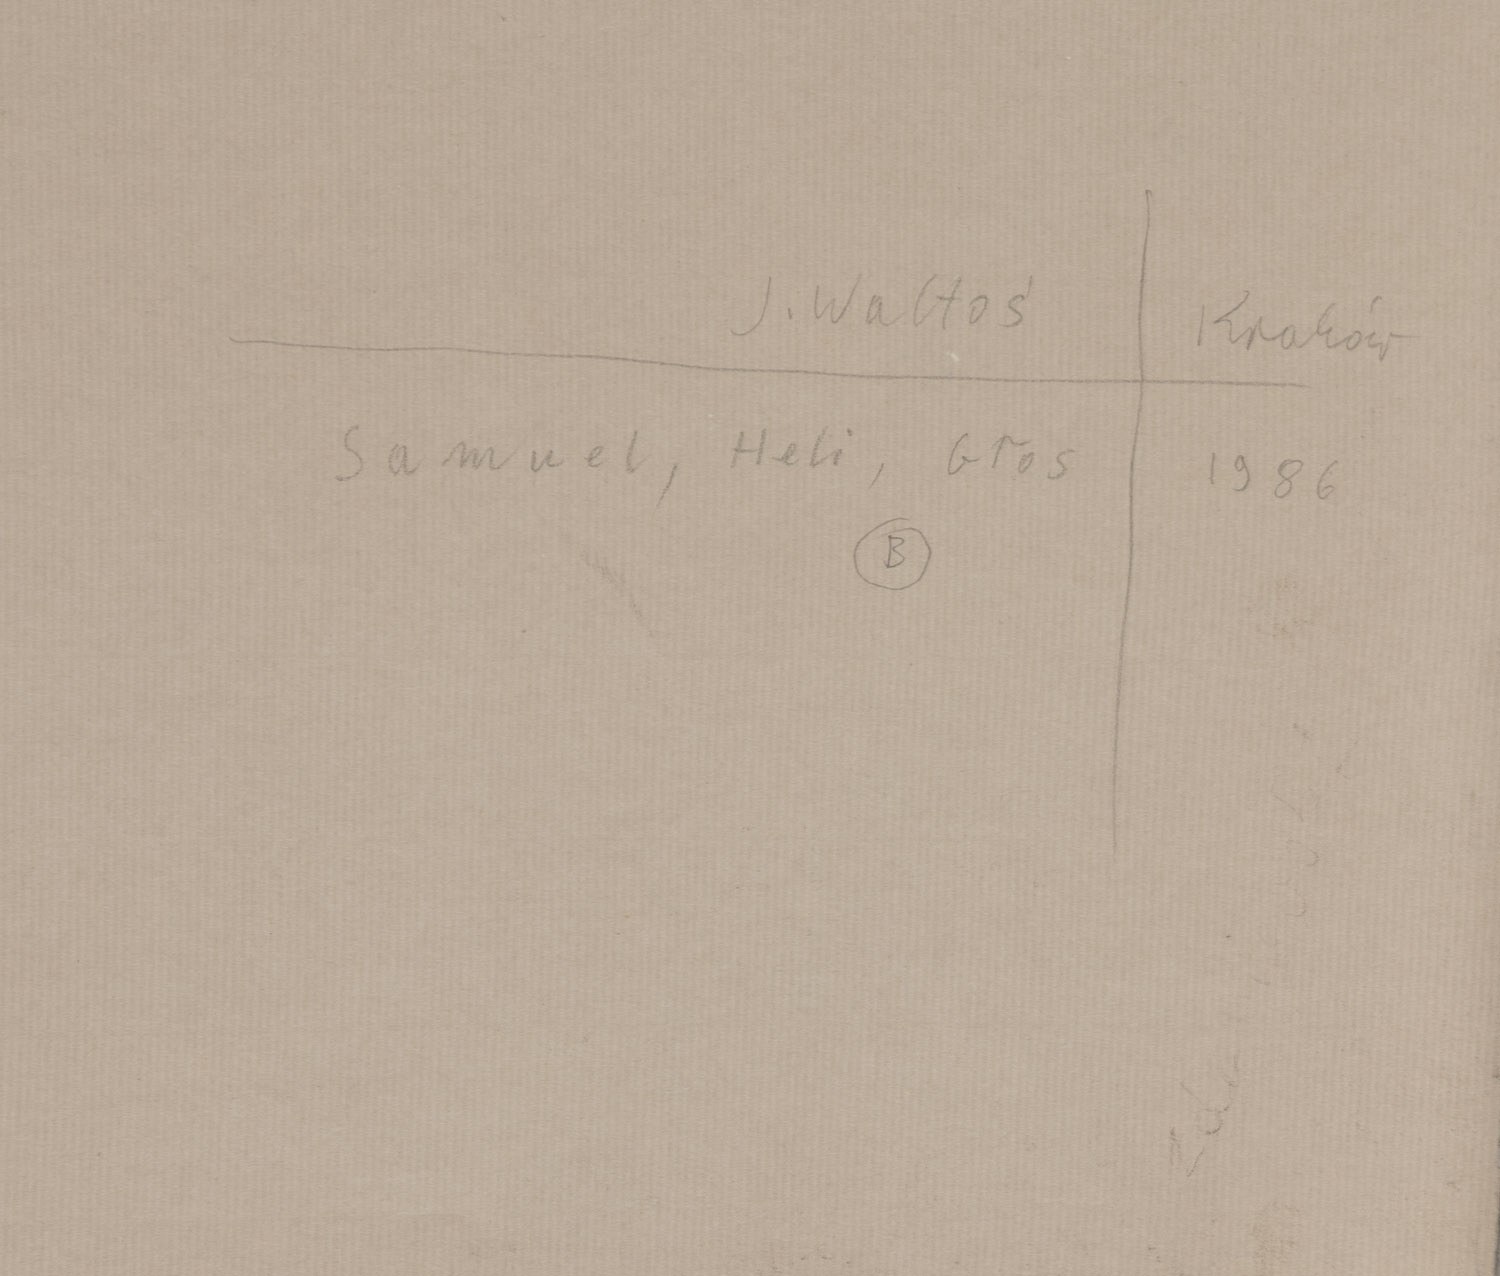 J. Wałtoś
Kraków
Samuel, Heli, Głos
1986
B